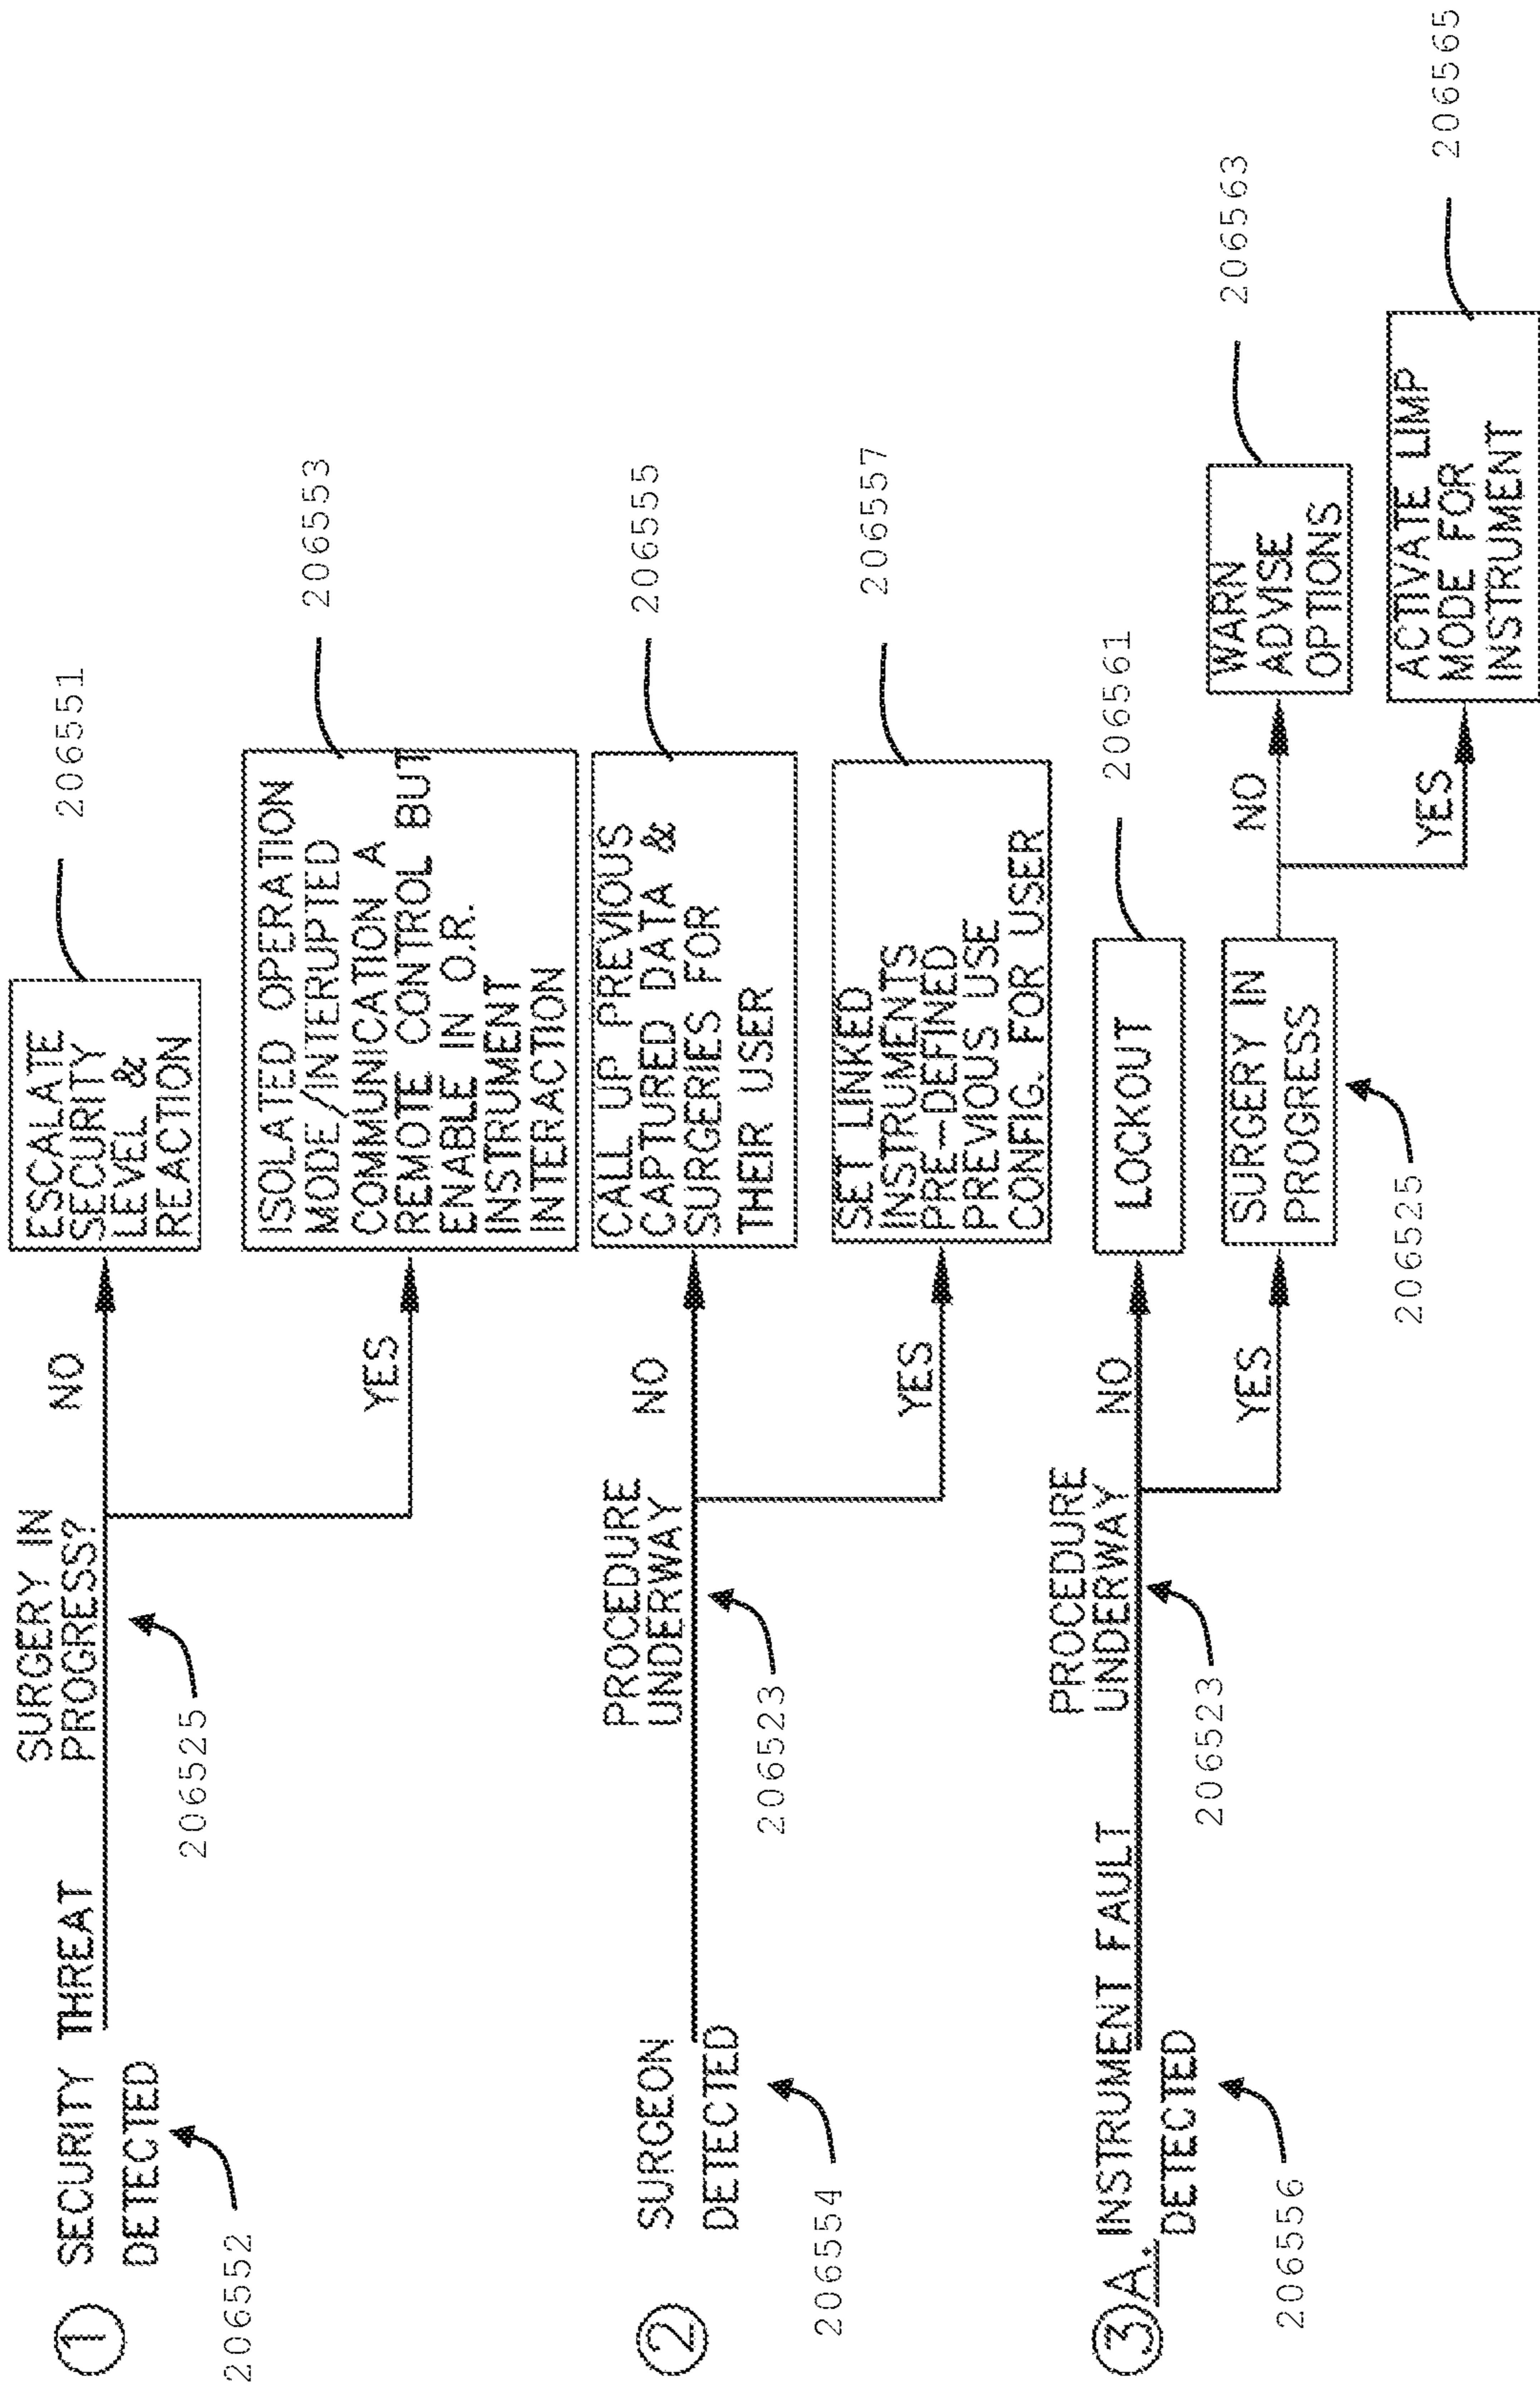 1
SECURITY THREAT
DETECTED
206552
SURGERY IN
PROGRESS?
206525
NO
ESCALATE
SECURITY
LEVEL &
REACTION
206551
YES
ISOLATED OPERATION
MODE/INTERUPTED
COMMUNICATION A
REMOTE CONTROL BUT
ENABLE IN O.R.
INSTRUMENT
INTERACTION
206553
2
SURGEON
DETECTED
206554
PROCEDURE
UNDERWAY
206523
NO
CALL UP PREVIOUS
CAPTURED DATA &
SURGERIES FOR
THEIR USER
206555
YES
SET LINKED
INSTRUMENTS
PRE-DEFINED
PREVIOUS USE
CONFIG. FOR USER
206557
3 A. INSTRUMENT FAULT
DETECTED
206556
PROCEDURE
UNDERWAY
206523
NO
LOCKOUT
206561
YES
SURGERY IN
PROGRESS
206525
NO
WARN
ADVISE
OPTIONS
206563
YES
ACTIVATE LIMP
MODE FOR
INSTRUMENT
206565